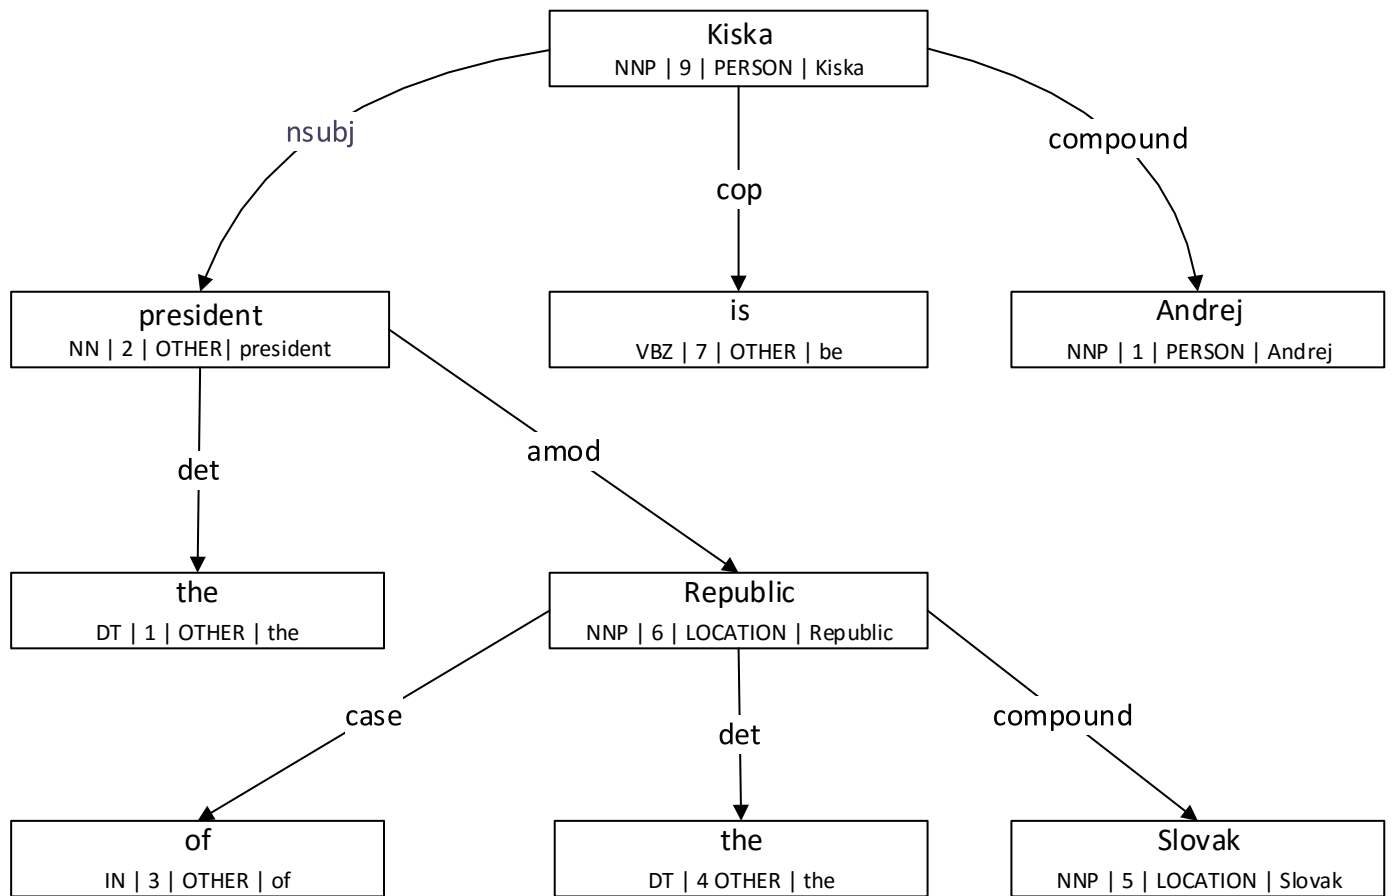 Kiska
NNP | 9 | PERSON | Kiska
nsubj
compound
cop
president
NN | 2 | OTHER| president
is
VBZ | 7 | OTHER | be
Andrej
NNP | 1 | PERSON | Andrej
amod
det
the
DT | 1 | OTHER | the
Republic
NNP | 6 | LOCATION | Republic
case
det
compound
of
IN | 3 | OTHER | of
the
DT | 4 OTHER | the
Slovak
NNP | 5 | LOCATION | Slovak